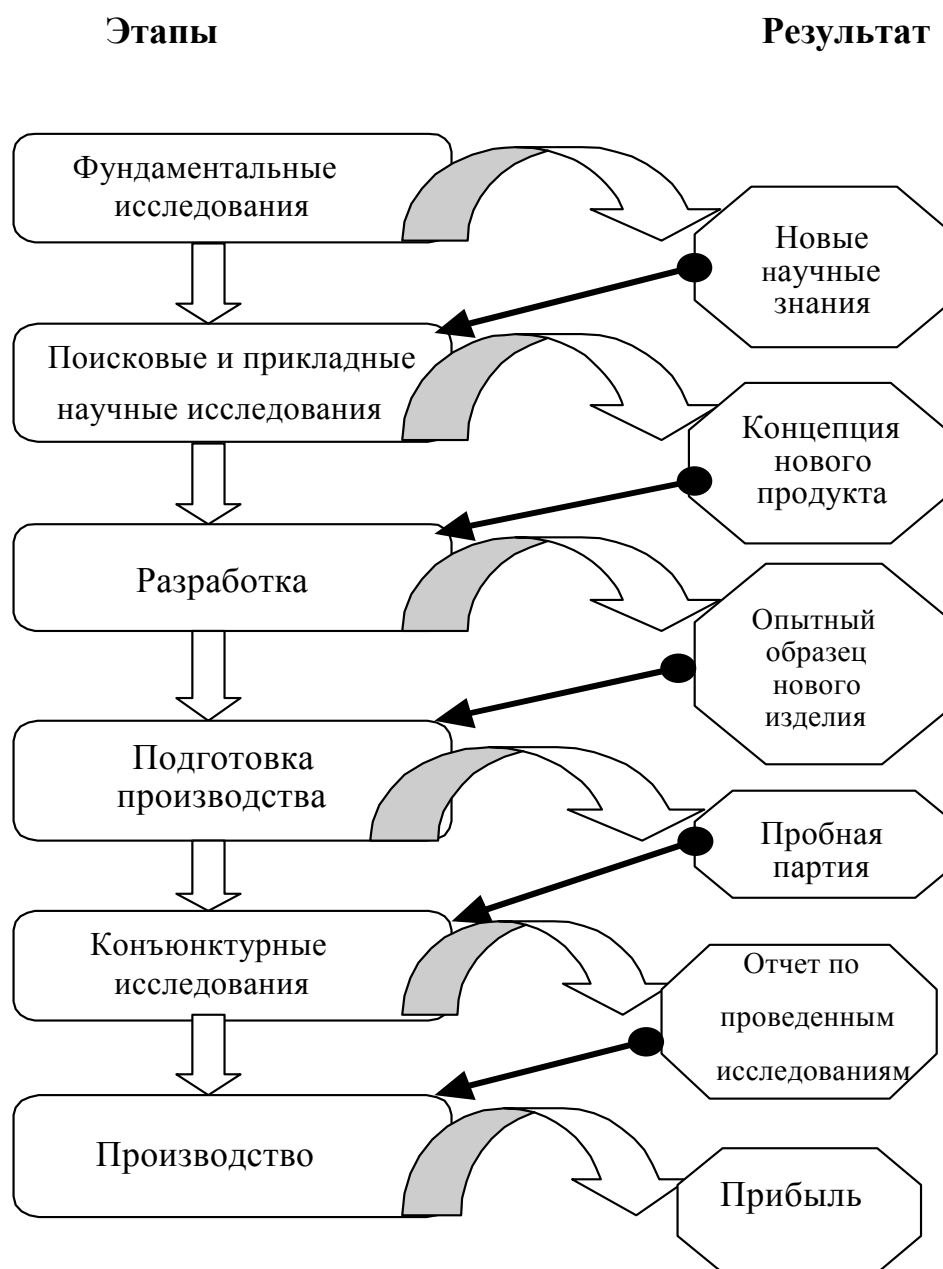 Этапы
Результат
Фундаментальные
исследования
Новые
научные
знания
Поисковые и прикладные
научные исследования
Концепция
нового
продукта
Разработка
Опытный
образец
нового
изделия
Подготовка
производства
Пробная
партия
Конъюнктурные
исследования
Отчет по
проведенным
исследованиям
Производство
Прибыль